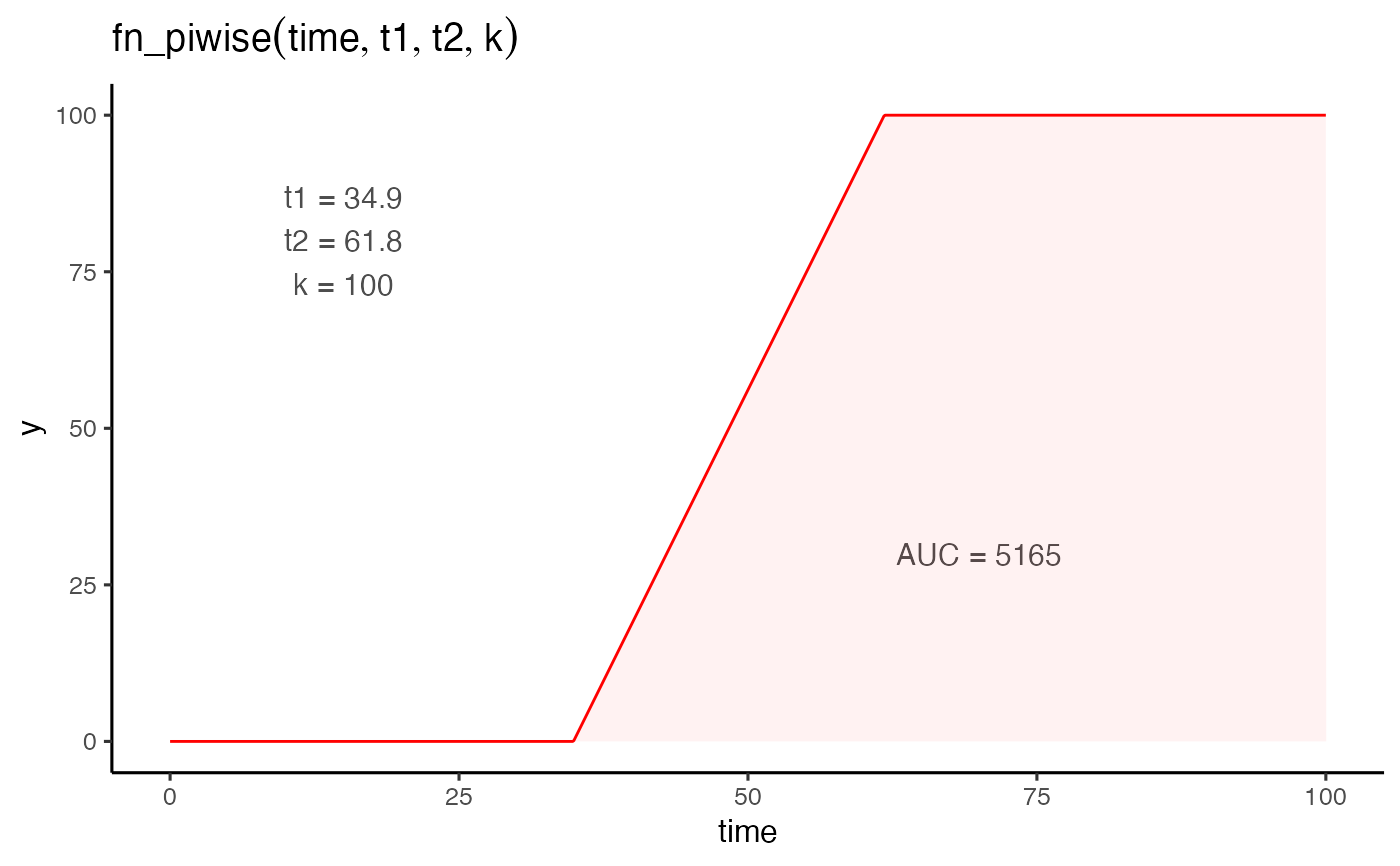 fn_piwise(time, t1, t2, k)
100
75
50
25
0
y
t1 = 34.9
t2 = 61.8
k = 100
AUC = 5165
0 25 50 75 100
time